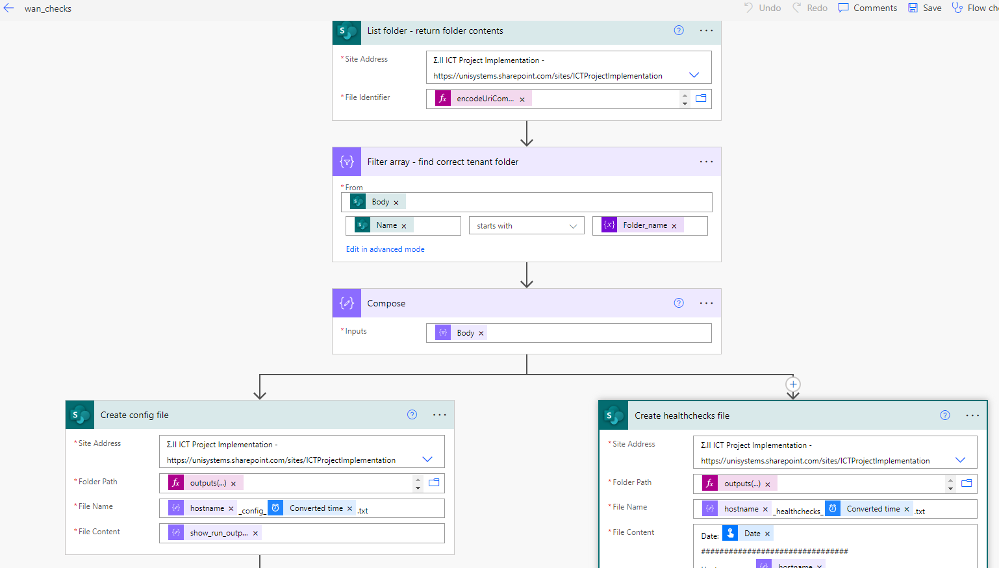 wan_checks
Undo
Redo
Comments
Save
Flow che
List folder - return folder contents
* Site Address
Σ.ΙΙ ICT Project Implementation -
https://unisystems.sharepoint.com/sites/ICTProjectImplementation
* File Identifier
encodeUriCom...
Filter array - find correct tenant folder
* From
Body
Name
starts with
Folder_name
Edit in advanced mode
Compose
* Inputs
Body
Create config file
* Site Address
Σ.ΙΙ ICT Project Implementation -
https://unisystems.sharepoint.com/sites/ICTProjectImplementation
* Folder Path
outputs(...)
* File Name
hostname _config_ Converted time .txt
* File Content
show_run_outp...
Create healthchecks file
* Site Address
Σ.ΙΙ ICT Project Implementation -
https://unisystems.sharepoint.com/sites/ICTProjectImplementation
* Folder Path
outputs(...)
* File Name
hostname _healthchecks_ Converted time .txt
* File Content
Date: Date
################################
hostname